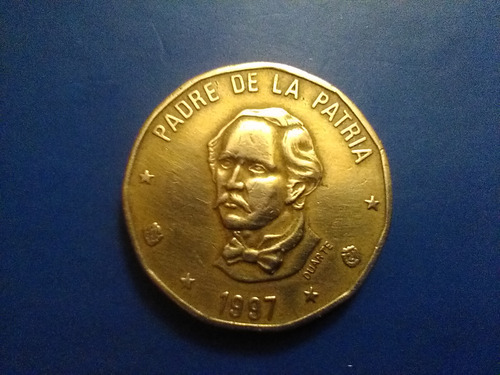 PADRE DE LA PATRIA
DUARTE
1997